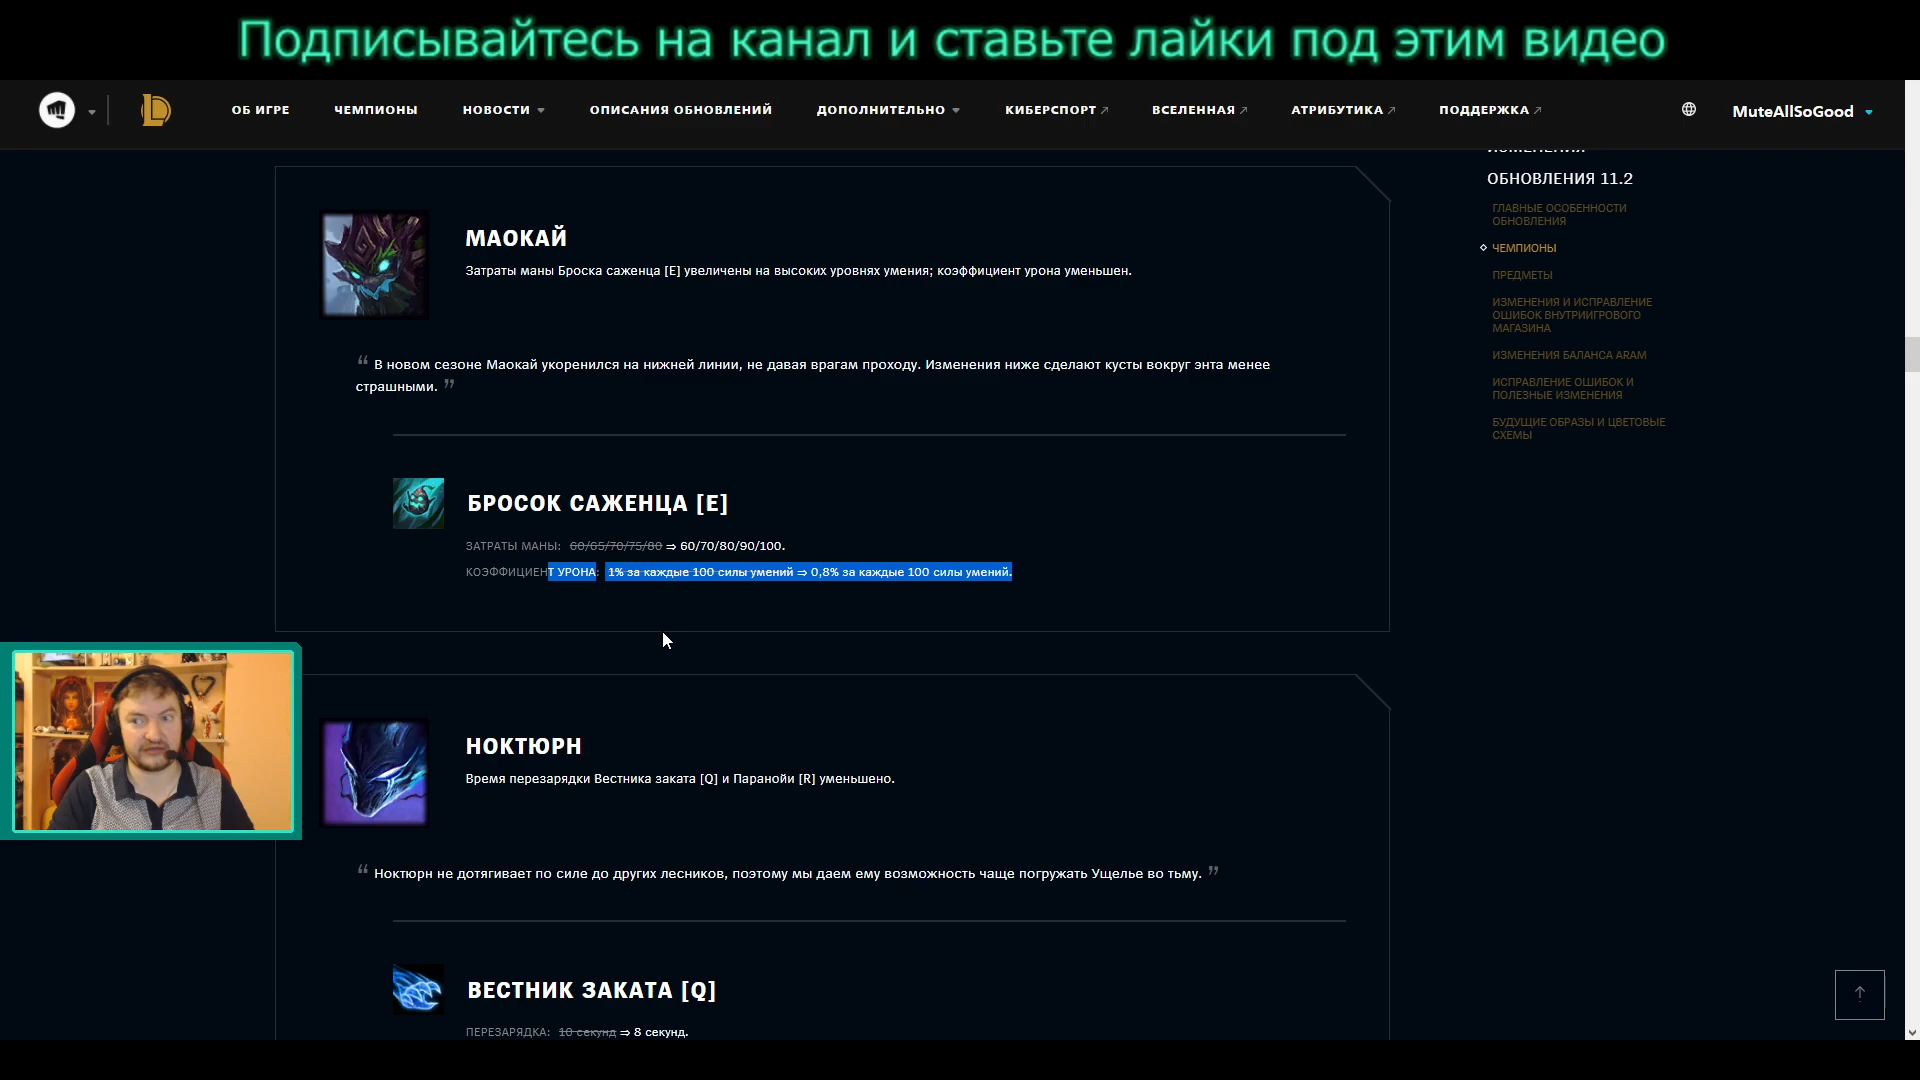 Подписывайтесь на канал и ставьте лайки под этим видео
ОБ ИГРЕ
ЧЕМПИОНЫ
НОВОСТИ
ОПИСАНИЯ ОБНОВЛЕНИЙ
ДОПОЛНИТЕЛЬНО
КИБЕРСПОРТ
ВСЕЛЕННАЯ
АТРИБУТИКА
ПОДДЕРЖКА
MuteAllSoGood
МАОКАЙ
Затраты маны Броска саженца [E] увеличены на высоких уровнях умения; коэффициент урона уменьшен.
“ В новом сезоне Маокай укоренился на нижней линии, не давая врагам проходу. Изменения ниже сделают кусты вокруг энта менее
страшными. ”
БРОСОК САЖЕНЦА [E]
ЗАТРАТЫ МАНЫ: 60/65/70/75/80 ⇒ 60/70/80/90/100.
КОЭФФИЦИЕНТ УРОНА: 1% за каждые 100 силы умений ⇒ 0,8% за каждые 100 силы умений.
НОКТЮРН
Время перезарядки Вестника заката [Q] и Паранойи [R] уменьшено.
“ Ноктюрн не дотягивает по силе до других лесников, поэтому мы даем ему возможность чаще погружать Ущелье во тьму. ”
ВЕСТНИК ЗАКАТА [Q]
ПЕРЕЗАРЯДКА: 10 секунд ⇒ 8 секунд.
ИЗМЕНЕНИЯ
ОБНОВЛЕНИЯ 11.2
ГЛАВНЫЕ ОСОБЕННОСТИ
ОБНОВЛЕНИЯ
ЧЕМПИОНЫ
ПРЕДМЕТЫ
ИЗМЕНЕНИЯ И ИСПРАВЛЕНИЕ
ОШИБОК ВНУТРИИГРОВОГО
МАГАЗИНА
ИЗМЕНЕНИЯ БАЛАНСА ARAM
ИСПРАВЛЕНИЕ ОШИБОК И
ПОЛЕЗНЫЕ ИЗМЕНЕНИЯ
БУДУЩИЕ ОБРАЗЫ И ЦВЕТОВЫЕ
СХЕМЫ